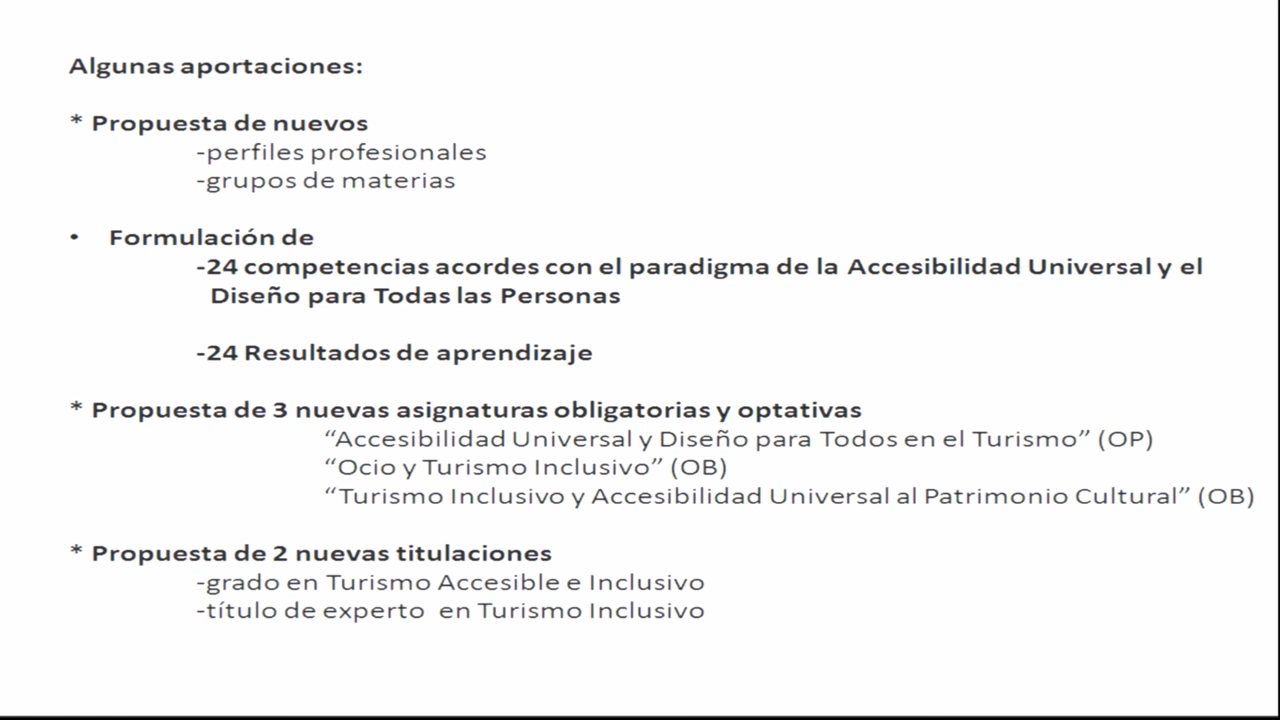 Algunas aportaciones:
* Propuesta de nuevos
-perfiles profesionales
-grupos de materias
• Formulación de
-24 competencias acordes con el paradigma de la Accesibilidad Universal y el
Diseño para Todas las Personas
-24 Resultados de aprendizaje
* Propuesta de 3 nuevas asignaturas obligatorias y optativas
“Accesibilidad Universal y Diseño para Todos en el Turismo” (OP)
“Ocio y Turismo Inclusivo” (OB)
“Turismo Inclusivo y Accesibilidad Universal al Patrimonio Cultural” (OB)
* Propuesta de 2 nuevas titulaciones
-grado en Turismo Accesible e Inclusivo
-título de experto en Turismo Inclusivo